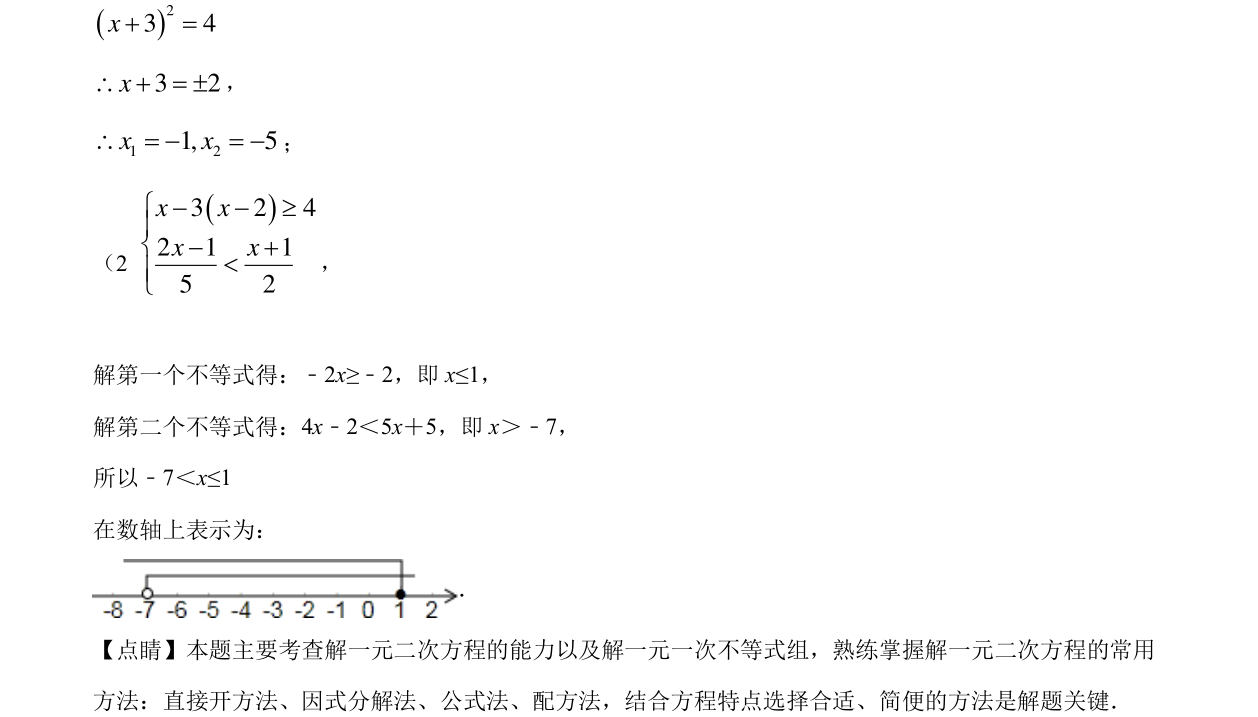 (x+3)²=4
∴x+3=±2，
∴x₁=−1, x₂=−5；
（2 { x−3(x−2)≥4
(2x−1)/5 < (x+1)/2 ，
解第一个不等式得：﹣2x≥﹣2，即 x≤1，
解第二个不等式得：4x﹣2＜5x＋5，即 x＞﹣7，
所以﹣7＜x≤1
在数轴上表示为：
-8 -7 -6 -5 -4 -3 -2 -1 0 1 2 .
【点睛】本题主要考查解一元二次方程的能力以及解一元一次不等式组，熟练掌握解一元二次方程的常用
方法：直接开方法、因式分解法、公式法、配方法，结合方程特点选择合适、简便的方法是解题关键．